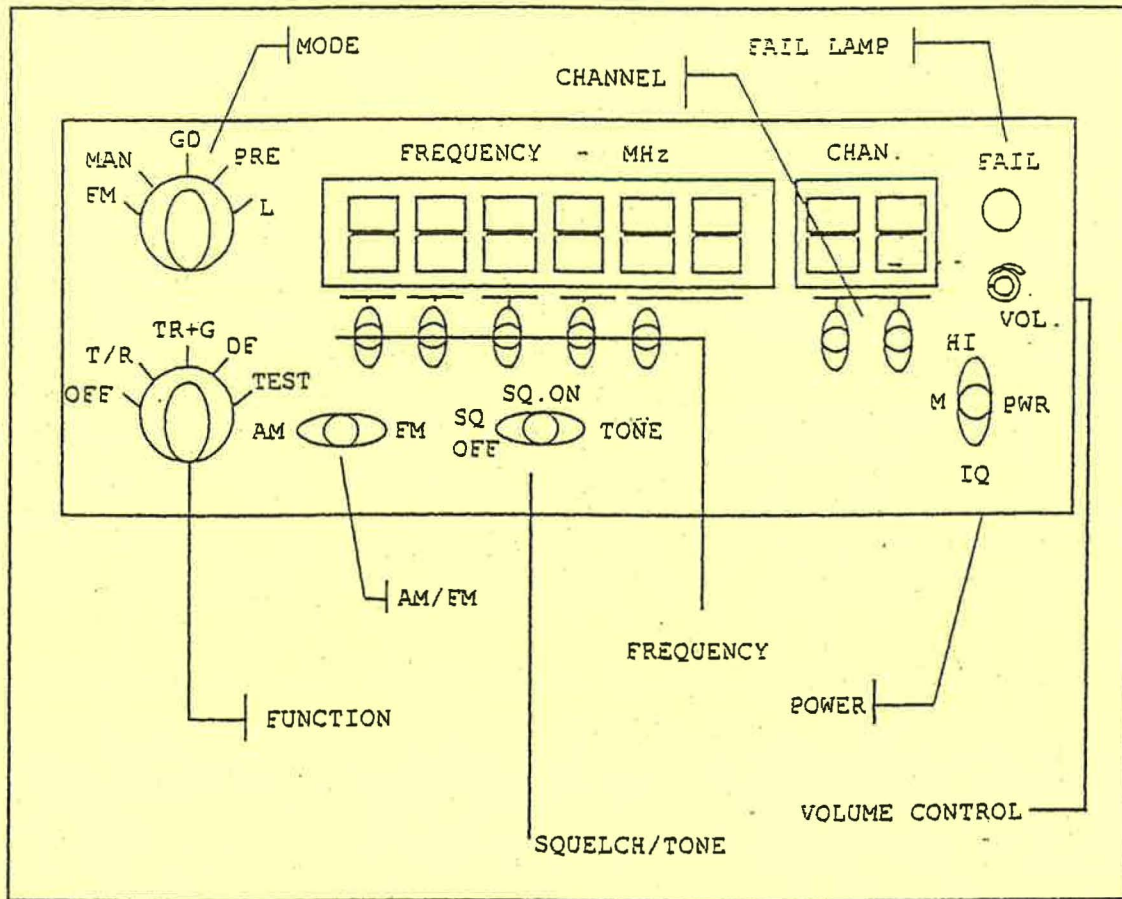 MODE
FAIL LAMP
CHANNEL
GD
MAN
PRE
FM
L
FREQUENCY - MHz
CHAN.
FAIL
VOL.
TR+G
T/R
DF
OFF
TEST
HI
M
PWR
IQ
AM
FM
SQ.ON
SQ
OFF
TONE
AM/FM
FREQUENCY
FUNCTION
POWER
VOLUME CONTROL
SQUELCH/TONE